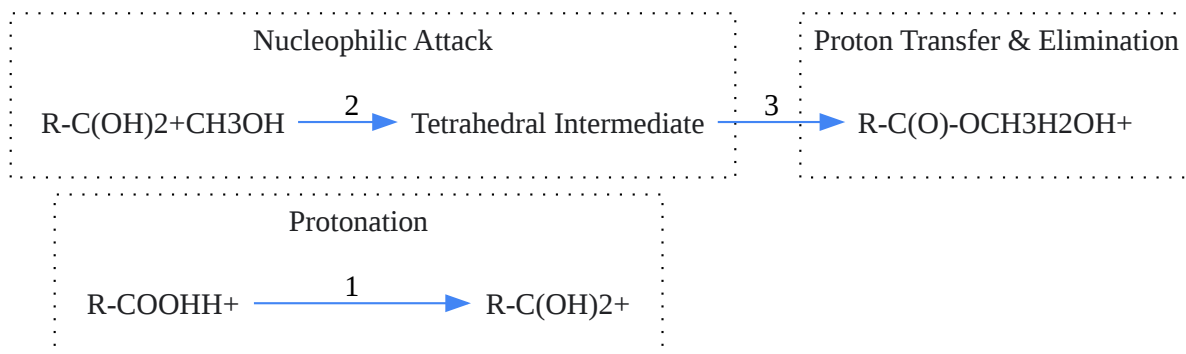 Nucleophilic Attack
Proton Transfer & Elimination
R-C(OH)2+CH3OH
2
Tetrahedral Intermediate
3
R-C(O)-OCH3H2OH+
Protonation
R-COOHH+
1
R-C(OH)2+